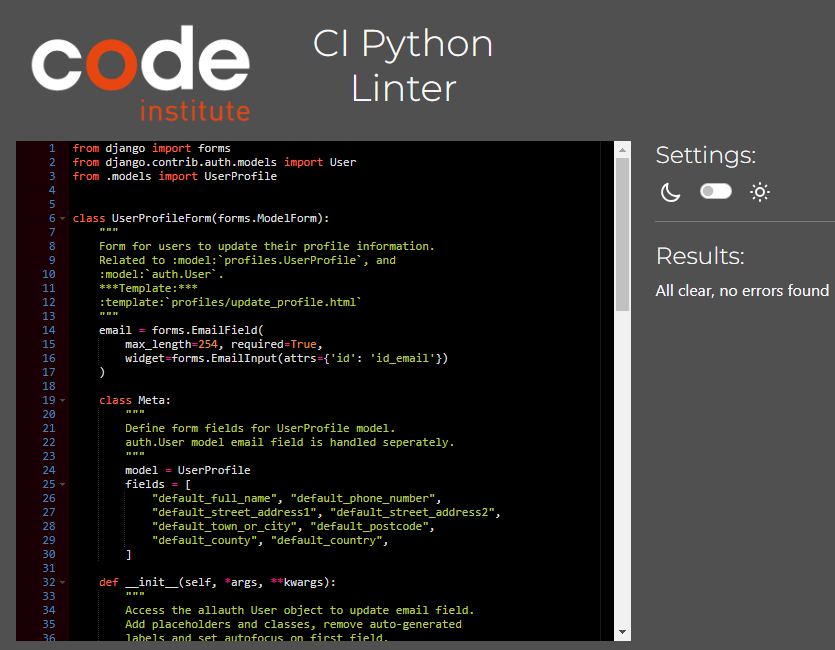 code
institute
CI Python
Linter
1 from django import forms
2 from django.contrib.auth.models import User
3 from .models import UserProfile
4
5
6 class UserProfileForm(forms.ModelForm):
7     """
8     Form for users to update their profile information.
9     Related to :model:`profiles.UserProfile`, and
10     :model:`auth.User`.
11     ***Template:***
12     :template:`profiles/update_profile.html`
13     """
14     email = forms.EmailField(
15         max_length=254, required=True,
16         widget=forms.EmailInput(attrs={'id': 'id_email'})
17     )
18
19     class Meta:
20         """
21         Define form fields for UserProfile model.
22         auth.User model email field is handled seperately.
23         """
24         model = UserProfile
25         fields = [
26             "default_full_name", "default_phone_number",
27             "default_street_address1", "default_street_address2",
28             "default_town_or_city", "default_postcode",
29             "default_county", "default_country",
30         ]
31
32     def __init__(self, *args, **kwargs):
33         """
34         Access the allauth User object to update email field.
35         Add placeholders and classes, remove auto-generated
36         labels and set autofocus on first field.
Settings:
Results:
All clear, no errors found